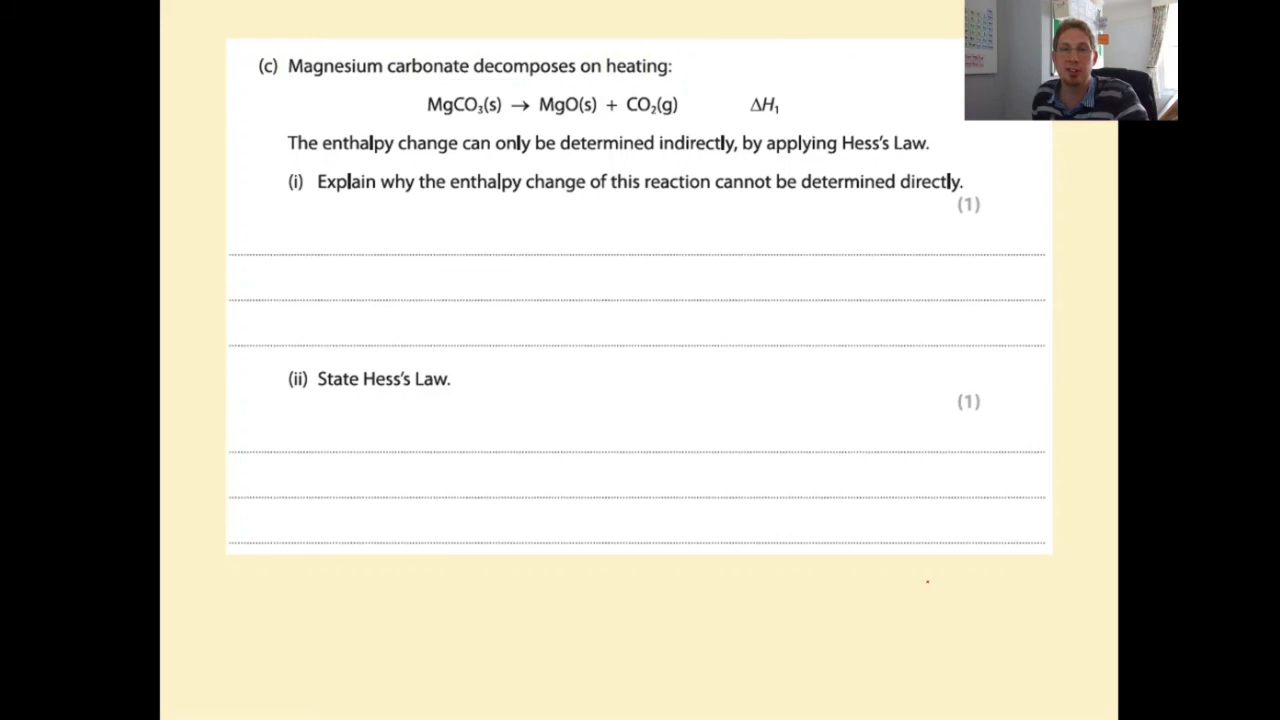 (c) Magnesium carbonate decomposes on heating:
MgCO₃(s) → MgO(s) + CO₂(g) ΔH₁
The enthalpy change can only be determined indirectly, by applying Hess's Law.
(i) Explain why the enthalpy change of this reaction cannot be determined directly.
(1)
(ii) State Hess's Law.
(1)